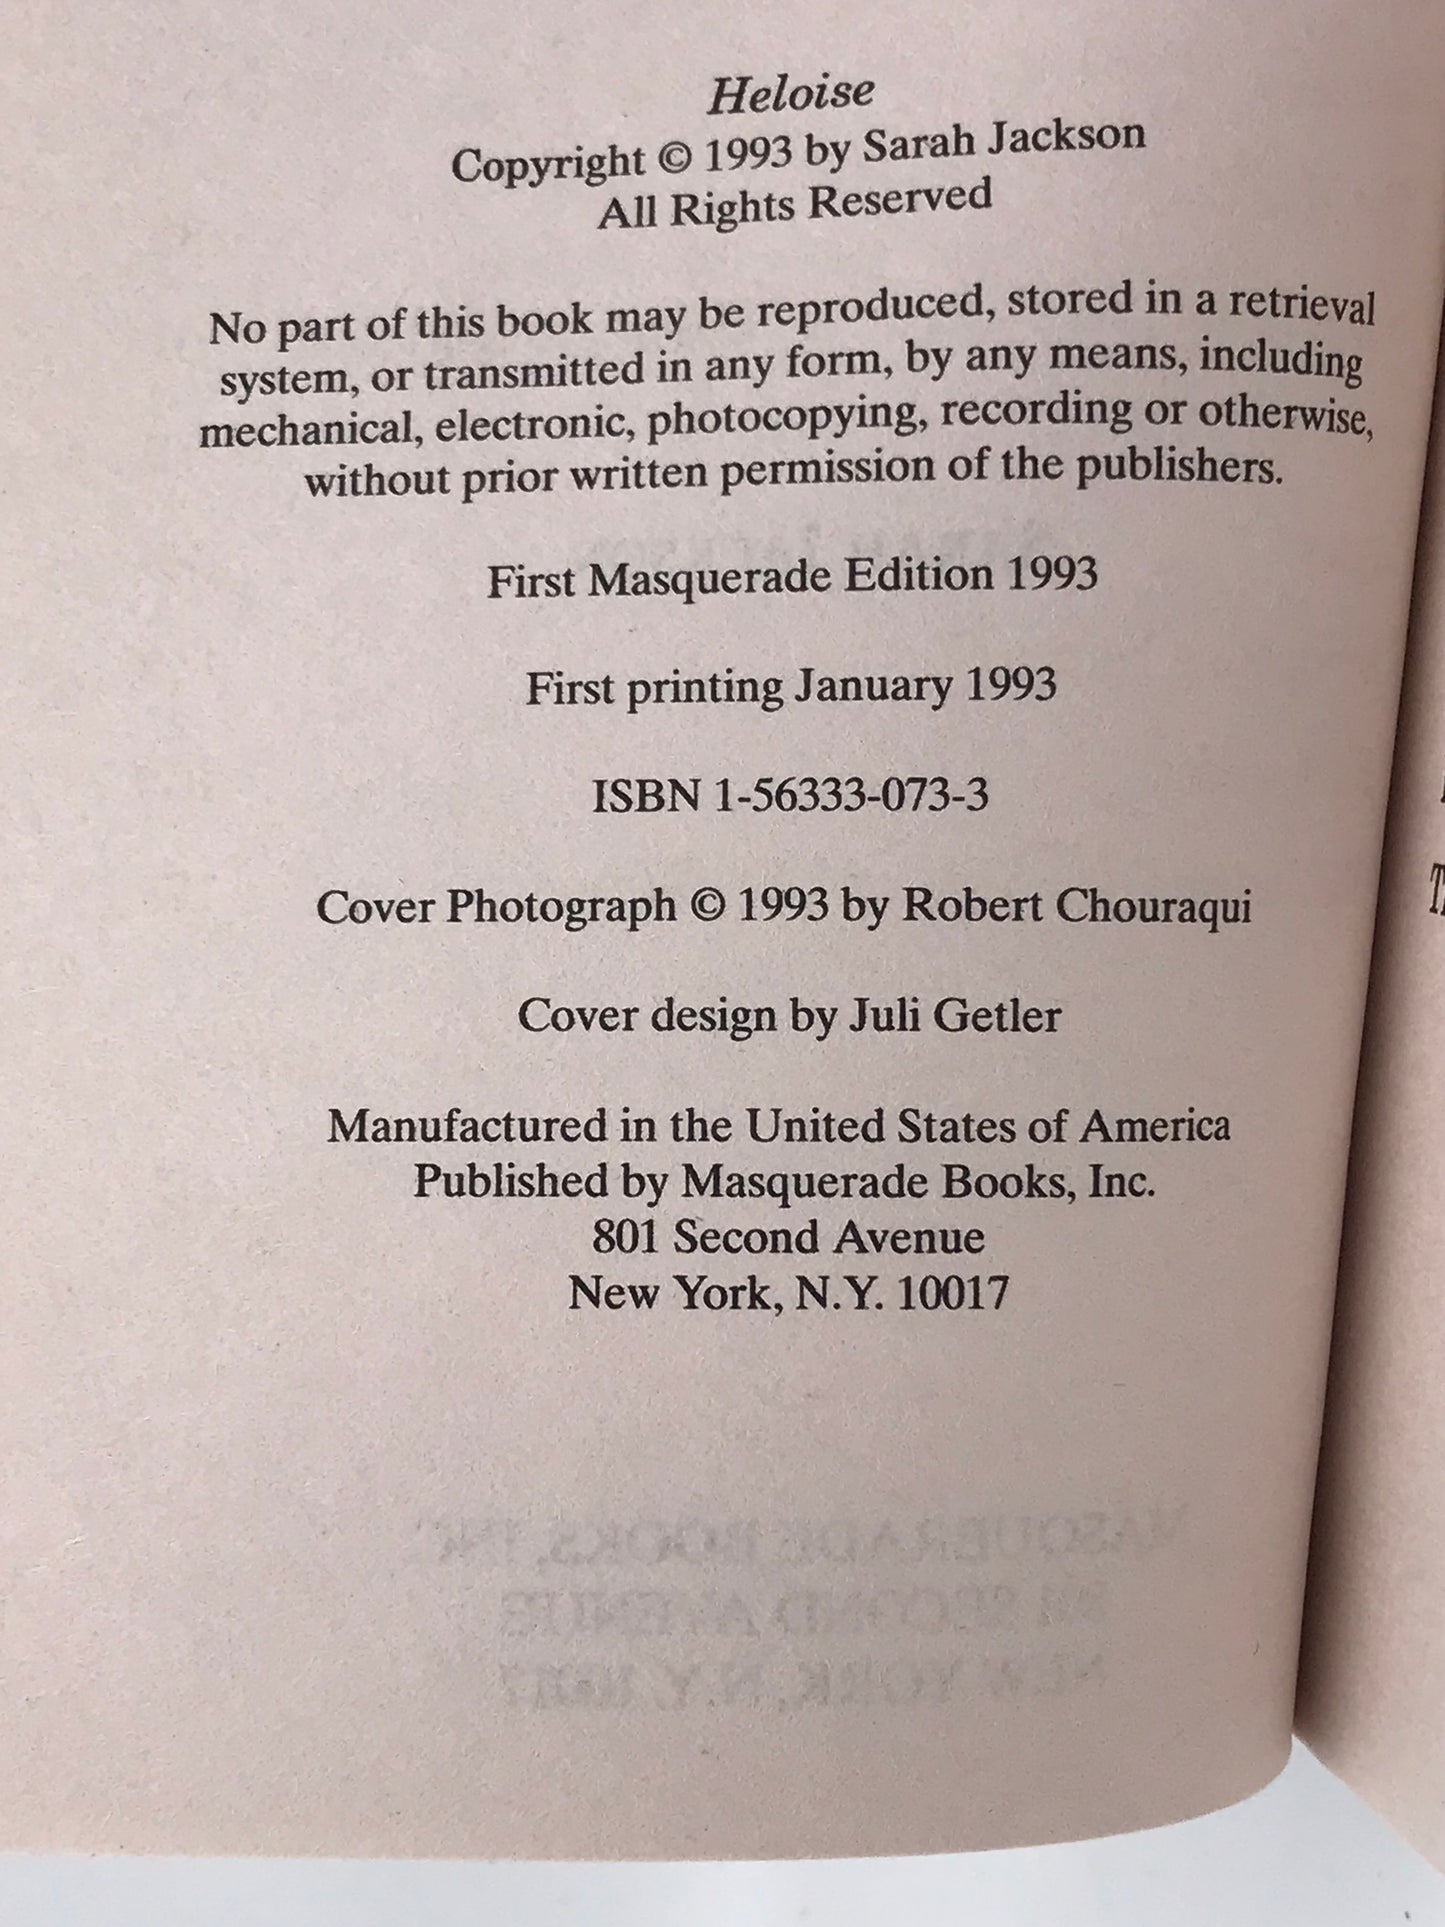 Heloise
Copyright © 1993 by Sarah Jackson
All Rights Reserved
No part of this book may be reproduced, stored in a retrieval
system, or transmitted in any form, by any means, including
mechanical, electronic, photocopying, recording or otherwise,
without prior written permission of the publishers.
First Masquerade Edition 1993
First printing January 1993
ISBN 1-56333-073-3
Cover Photograph © 1993 by Robert Chouraqui
Cover design by Juli Getler
Manufactured in the United States of America
Published by Masquerade Books, Inc.
801 Second Avenue
New York, N.Y. 10017